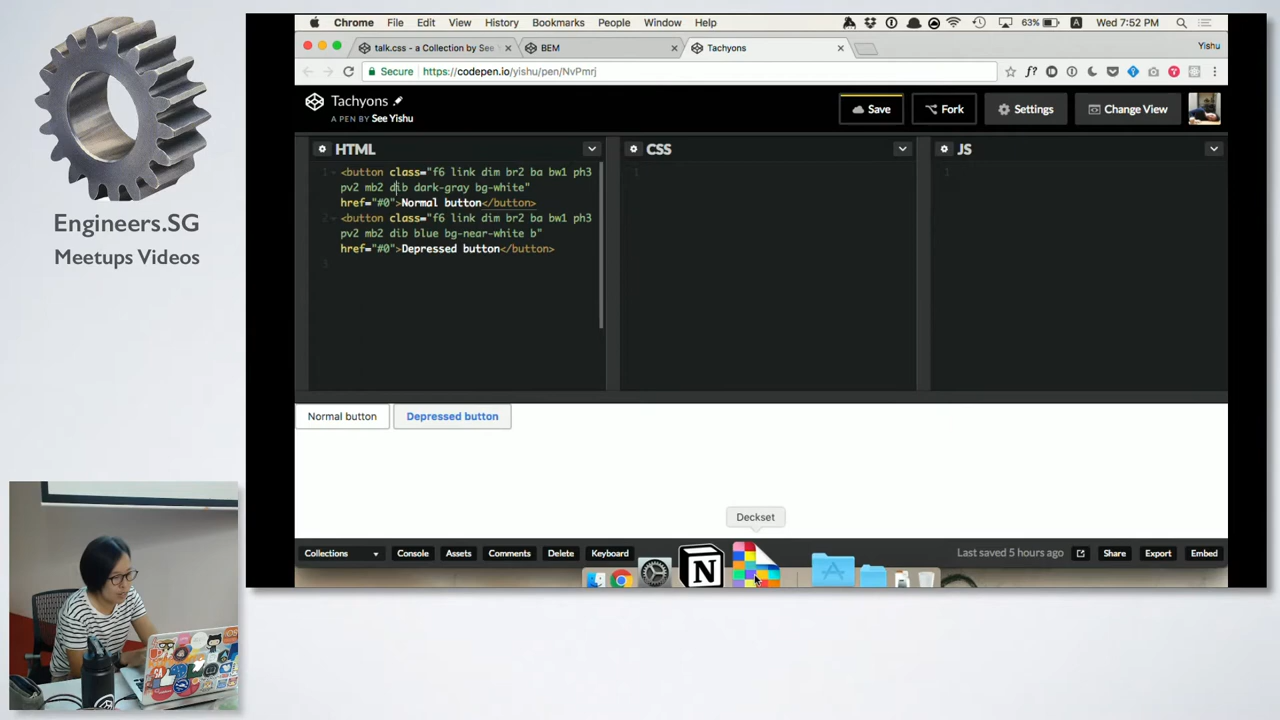 Engineers.SG
Meetups Videos
Chrome File Edit View History Bookmarks People Window Help
63% A Wed 7:52 PM
talk.css - a Collection by See
BEM
Tachyons
Yishu
Secure https://codepen.io/yishu/pen/NvPmrj
Tachyons
A PEN BY See Yishu
Save
Fork
Settings
Change View
HTML
CSS
JS
1 <button class="f6 link dim br2 ba bw1 ph3
pv2 mb2 dib dark-gray bg-white"
href="#0">Normal button</button>
2 <button class="f6 link dim br2 ba bw1 ph3
pv2 mb2 dib blue bg-near-white b"
href="#0">Depressed button</button>
3
1
1
Normal button
Depressed button
Deckset
Collections
Console
Assets
Comments
Delete
Keyboard
Last saved 5 hours ago
Share
Export
Embed
N